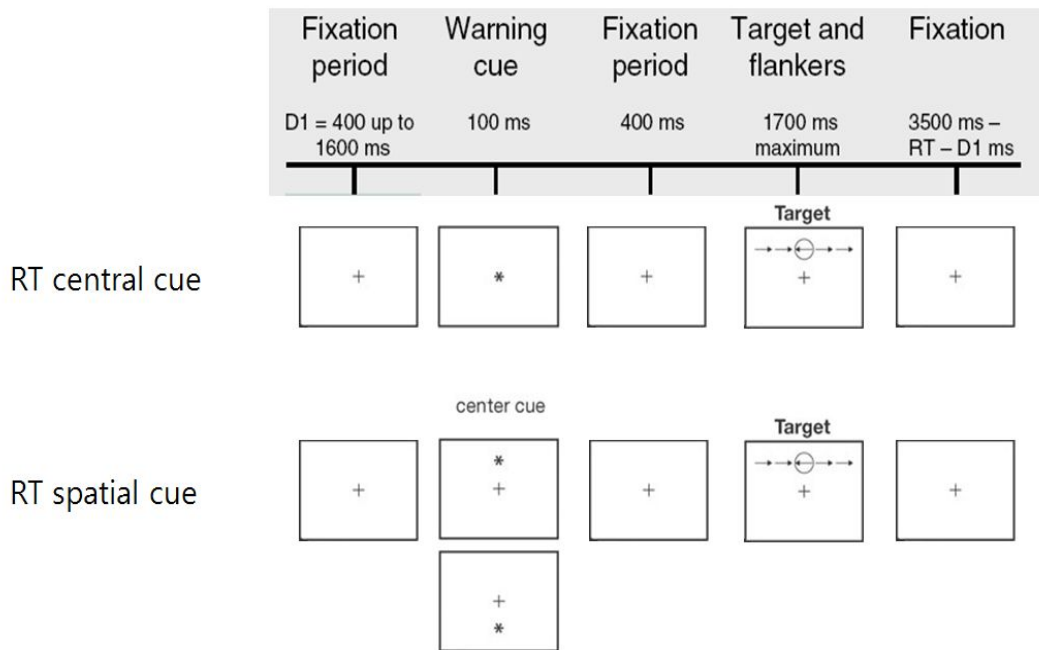 Fixation period
Warning cue
Fixation period
Target and flankers
Fixation
D1 = 400 up to 1600 ms
100 ms
400 ms
1700 ms maximum
3500 ms – RT – D1 ms
RT central cue
Target
center cue
RT spatial cue
Target